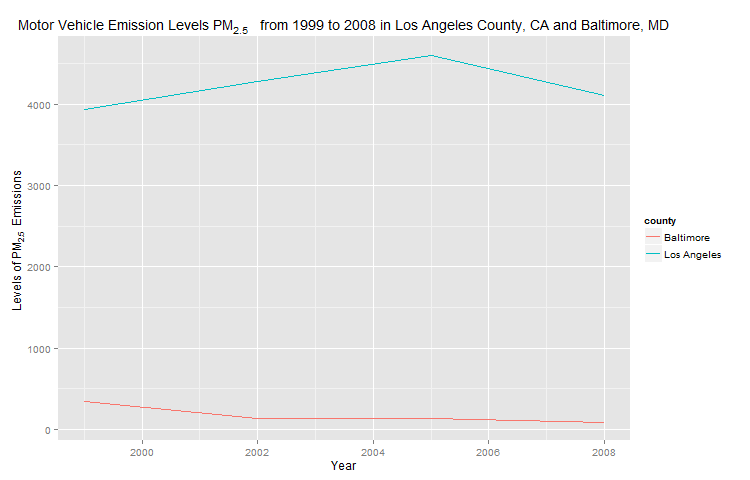 Motor Vehicle Emission Levels PM2.5 from 1999 to 2008 in Los Angeles County, CA and Baltimore, MD
Levels of PM2.5 Emissions
4000
3000
2000
1000
0
2000
2002
2004
2006
2008
Year
county
Baltimore
Los Angeles